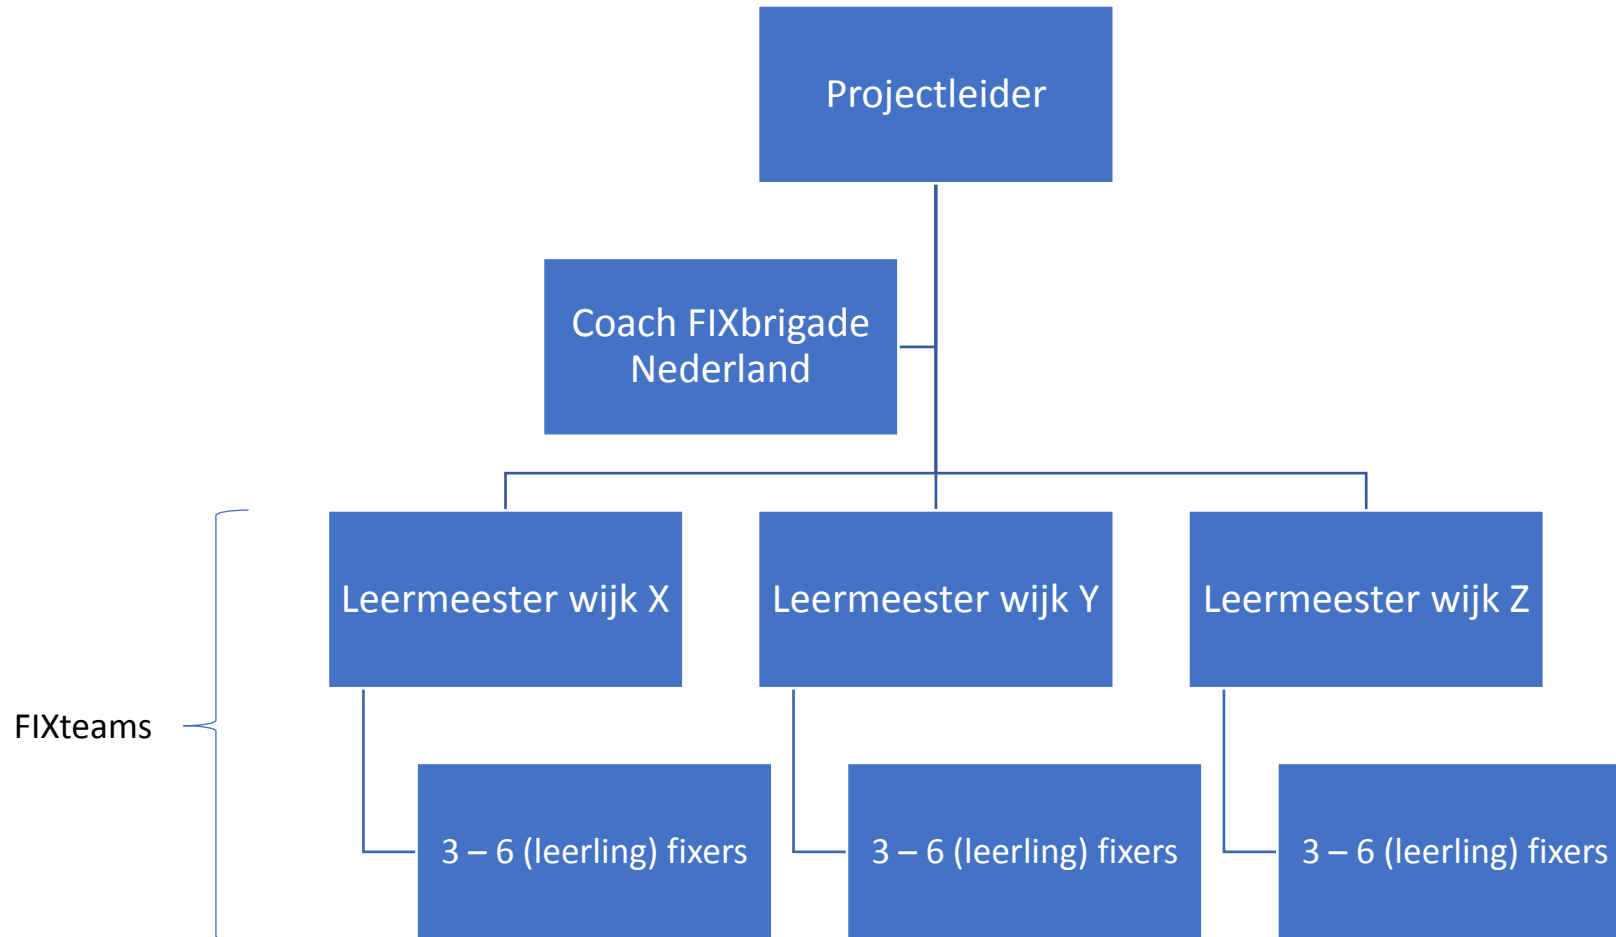 Projectleider
Coach FIXbrigade
Nederland
Leermeester wijk X
Leermeester wijk Y
Leermeester wijk Z
FIXteams
3 – 6 (leerling) fixers
3 – 6 (leerling) fixers
3 – 6 (leerling) fixers